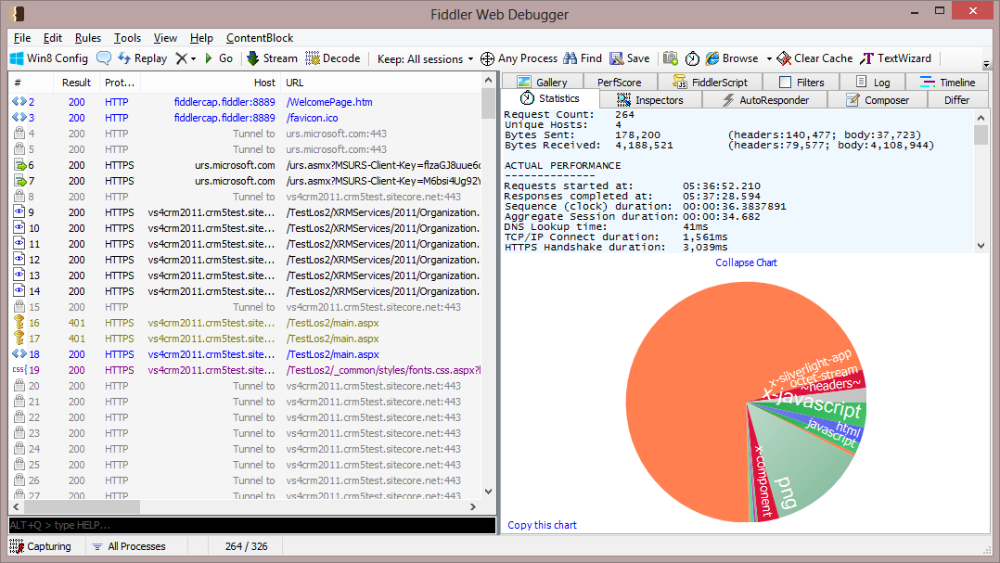 Fiddler Web Debugger
File Edit Rules Tools View Help ContentBlock
Win8 Config Replay Go Stream Decode Keep: All sessions Any Process Find Save Browse Clear Cache TextWizard
# Result Prot... Host URL
2 200 HTTP fiddlercap.fiddler:8889 /WelcomePage.htm
3 200 HTTP fiddlercap.fiddler:8889 /favicon.ico
4 200 HTTP Tunnel to urs.microsoft.com:443
5 200 HTTP Tunnel to urs.microsoft.com:443
6 200 HTTPS urs.microsoft.com
7 200 HTTPS urs.microsoft.com
8 200 HTTP Tunnel to vs4crm2011.crm5test.sitecore.net:443
9 200 HTTPS vs4crm2011.crm5test.site... /TestLos2/XRMServices/2011/Organization.
10 200 HTTPS vs4crm2011.crm5test.site... /TestLos2/XRMServices/2011/Organization.
11 200 HTTPS vs4crm2011.crm5test.site... /TestLos2/XRMServices/2011/Organization.
12 200 HTTPS vs4crm2011.crm5test.site... /TestLos2/XRMServices/2011/Organization.
13 200 HTTPS vs4crm2011.crm5test.site... /TestLos2/XRMServices/2011/Organization.
14 200 HTTPS vs4crm2011.crm5test.site... /TestLos2/XRMServices/2011/Organization.
15 200 HTTP Tunnel to vs4crm2011.crm5test.sitecore.net:443
16 401 HTTPS vs4crm2011.crm5test.site... /TestLos2/main.aspx
17 401 HTTPS vs4crm2011.crm5test.site... /TestLos2/main.aspx
18 200 HTTPS vs4crm2011.crm5test.site... /TestLos2/main.aspx
css 19 200 HTTPS vs4crm2011.crm5test.site... /TestLos2/_common/styles/fonts.css.aspx?
20 200 HTTP Tunnel to vs4crm2011.crm5test.sitecore.net:443
21 200 HTTP Tunnel to vs4crm2011.crm5test.sitecore.net:443
22 200 HTTP Tunnel to vs4crm2011.crm5test.sitecore.net:443
23 200 HTTP Tunnel to vs4crm2011.crm5test.sitecore.net:443
24 200 HTTP Tunnel to vs4crm2011.crm5test.sitecore.net:443
25 200 HTTP Tunnel to vs4crm2011.crm5test.sitecore.net:443
26 200 HTTP Tunnel to vs4crm2011.crm5test.sitecore.net:443
27 200 HTTP Tunnel to vs4crm2011.crm5test.sitecore.net:443
ALT+Q > type HELP...
Capturing All Processes 264 / 326
Gallery PerfScore FiddlerScript Filters Log Timeline
Statistics Inspectors AutoResponder Composer Differ
Request Count: 264
Unique Hosts: 4
Bytes Sent: 178,200 (headers:140,477; body:37,723)
Bytes Received: 4,188,521 (headers:79,577; body:4,108,944)
ACTUAL PERFORMANCE
--------------
Requests started at: 05:36:52.210
Responses completed at: 05:37:28.594
Sequence (clock) duration: 00:00:36.3837891
Aggregate Session duration: 00:00:34.682
DNS Lookup time: 41ms
TCP/IP Connect duration: 1,561ms
HTTPS Handshake duration: 3,039ms
Collapse Chart
x-silverlight-app
octet-stream
~headers~
x-javascript
html
javascript
png
x-component
Copy this chart